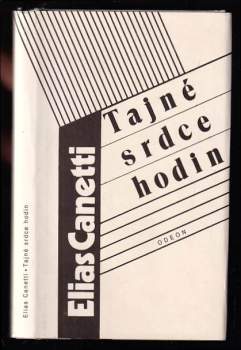 Elias Canetti • Tajné srdce hodin
Elias Canetti
Tajné
srdce
hodin
ODEON